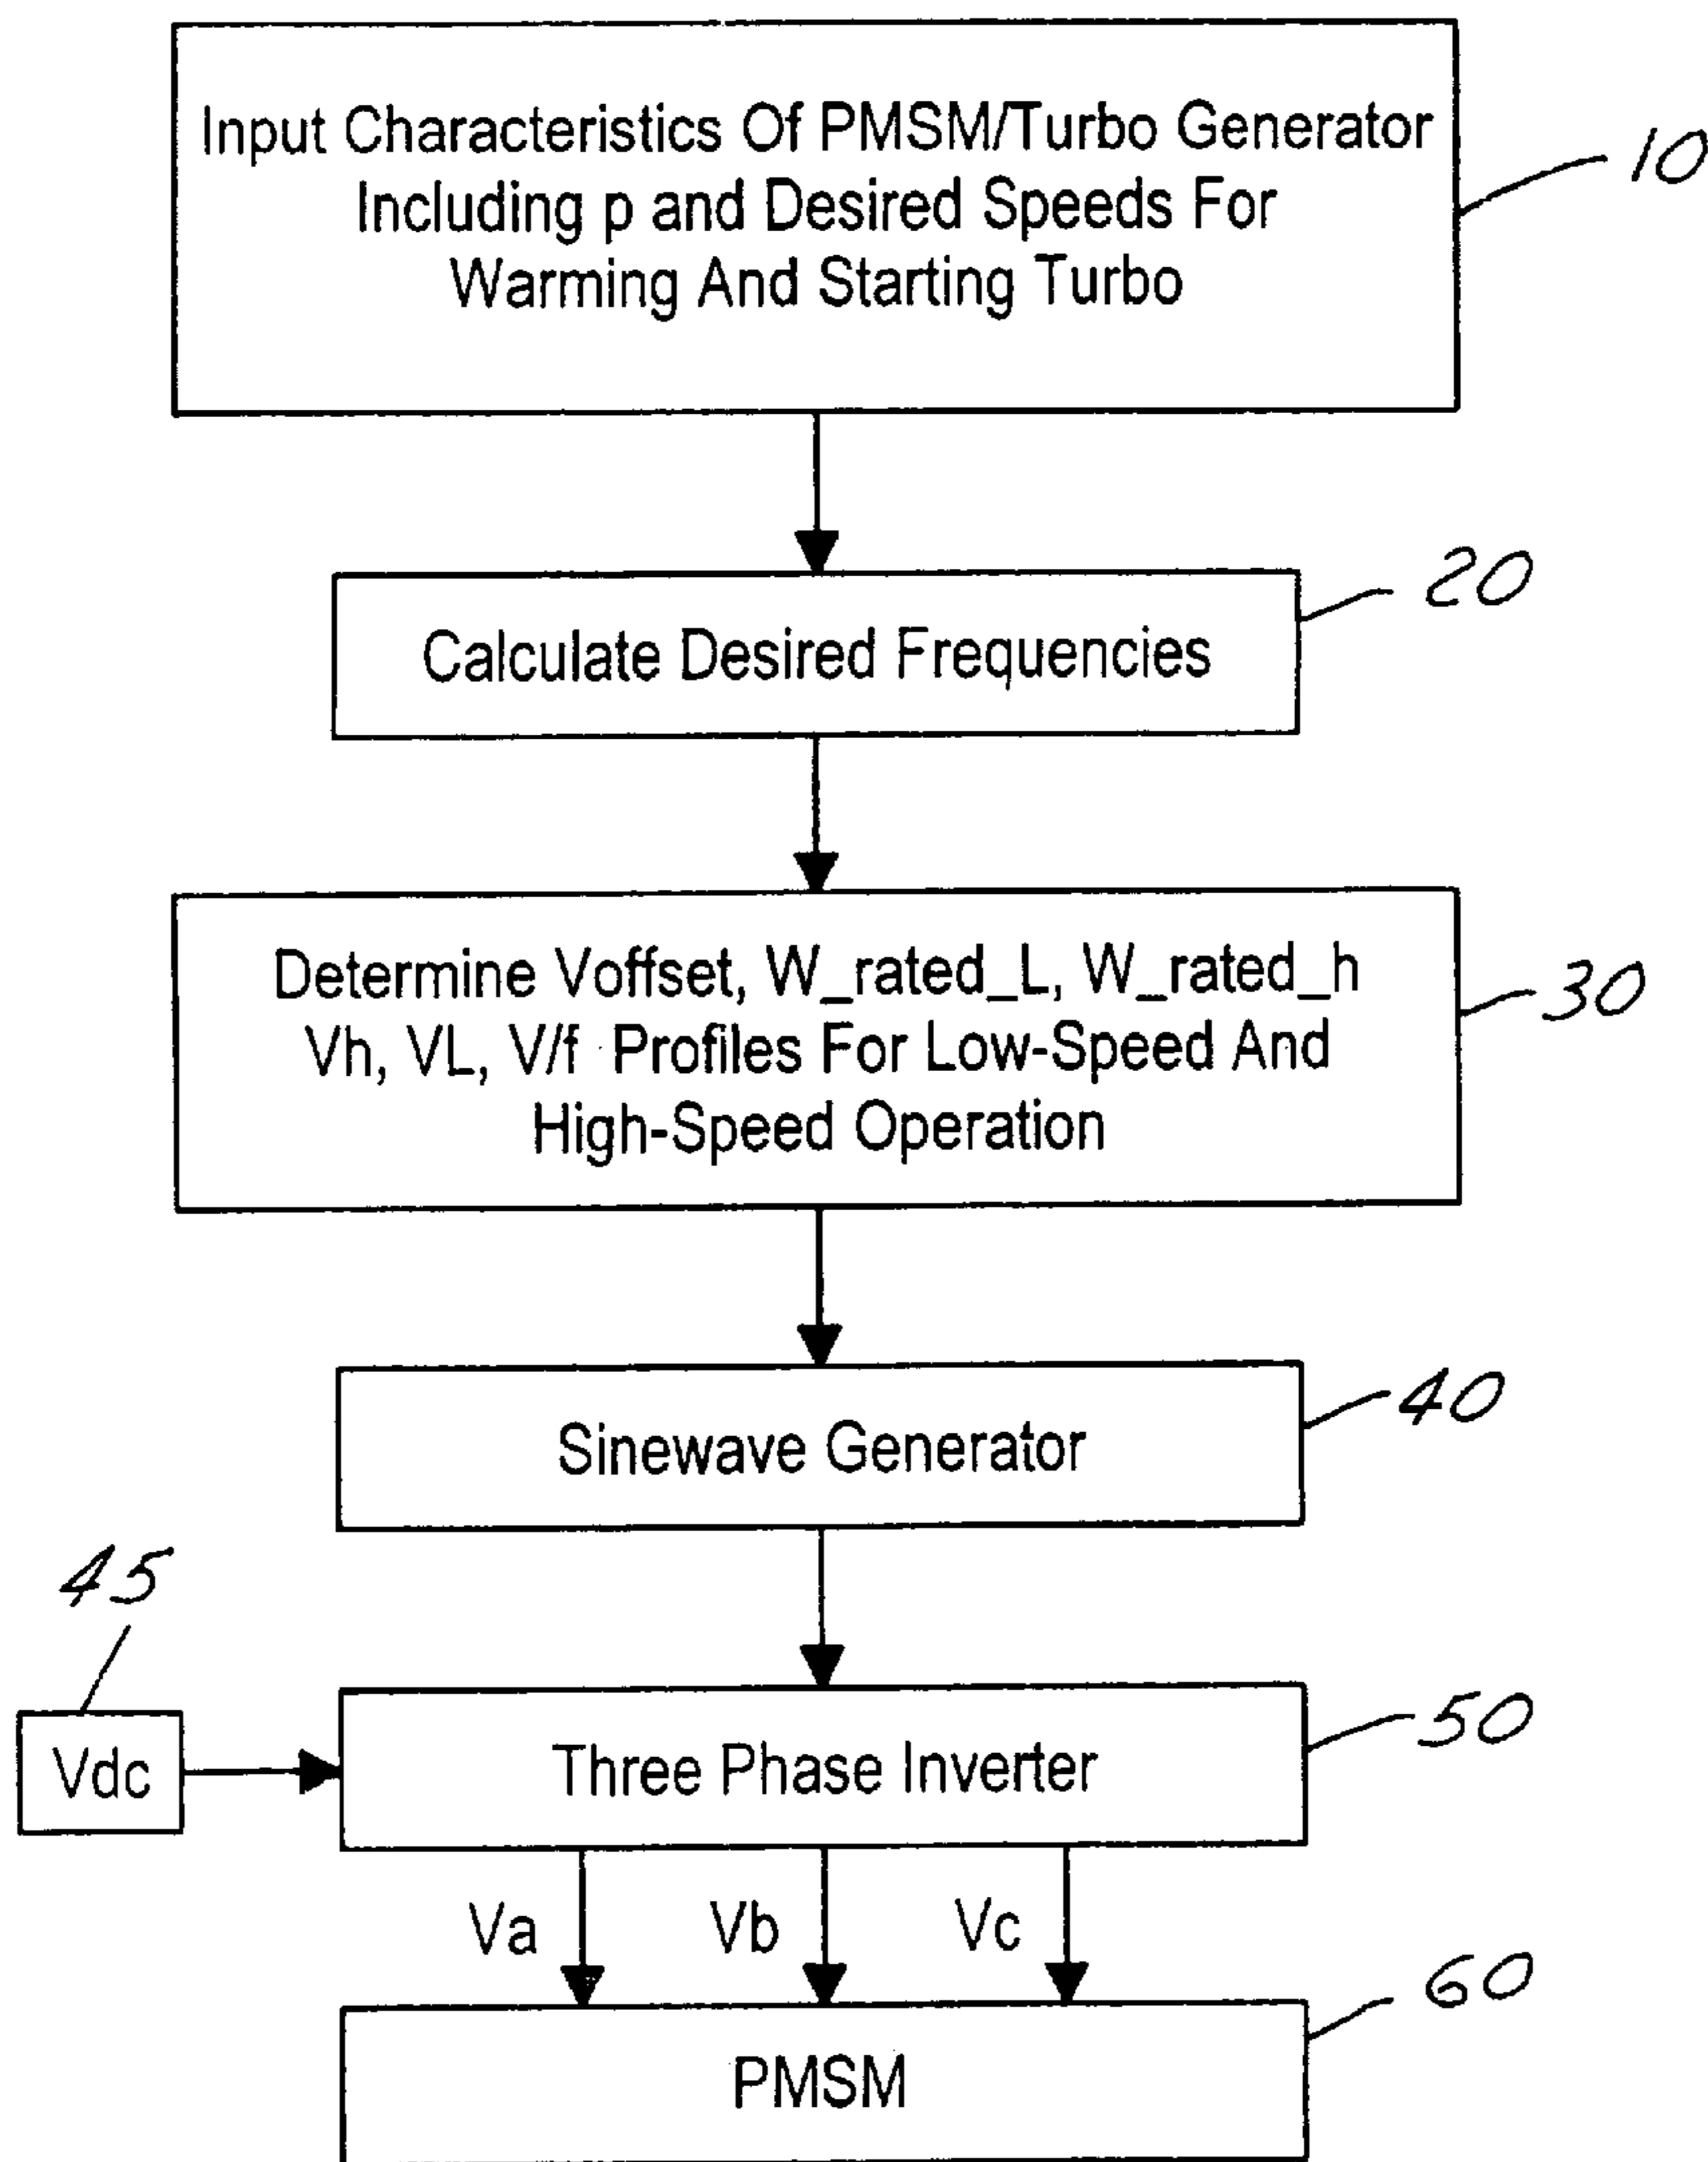 Input Characteristics Of PMSM/Turbo Generator
Including p and Desired Speeds For
Warming And Starting Turbo
10
Calculate Desired Frequencies
20
Determine Voffset, W_rated_L, W_rated_h
Vh, VL, V/f Profiles For Low-Speed And
High-Speed Operation
30
Sinewave Generator
40
45
Vdc
Three Phase Inverter
50
Va Vb Vc
PMSM
60